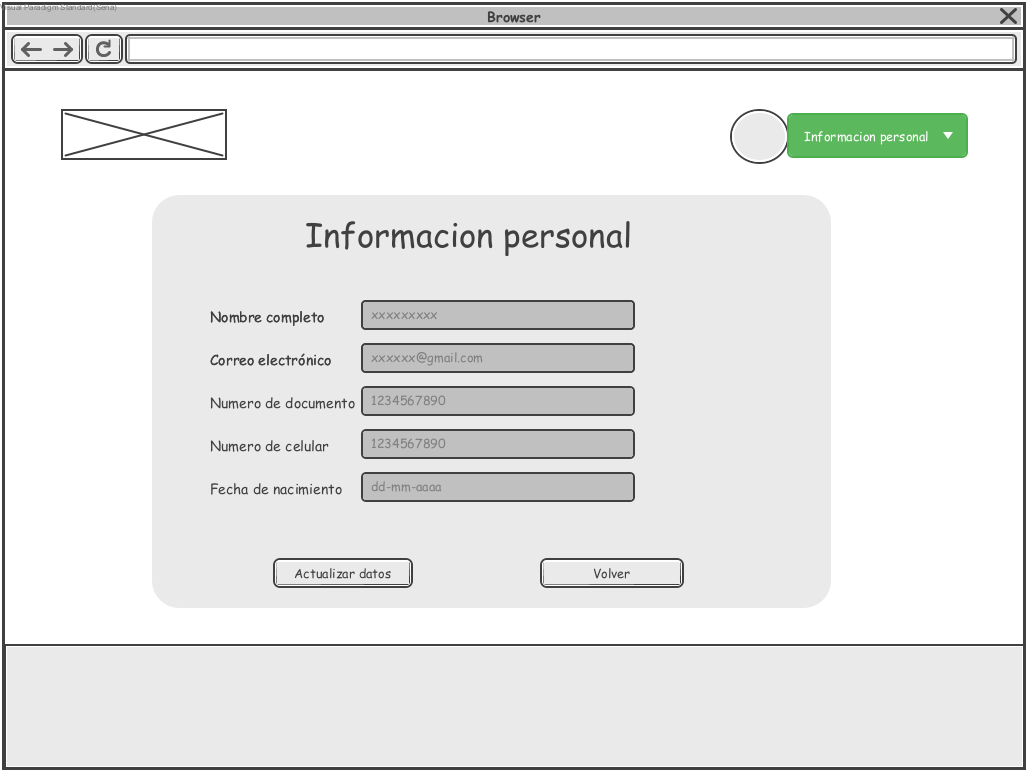 Visual Paradigm Standard(Sena)
Browser
Informacion personal
Informacion personal
Nombre completo
xxxxxxxxx
Correo electrónico
xxxxxx@gmail.com
Numero de documento
1234567890
Numero de celular
1234567890
Fecha de nacimiento
dd-mm-aaaa
Actualizar datos
Volver